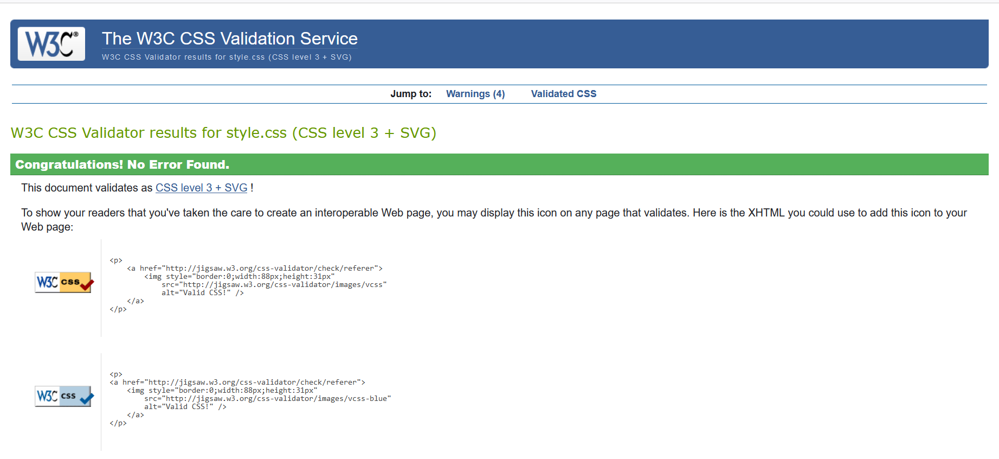 W3C®
The W3C CSS Validation Service
W3C CSS Validator results for style.css (CSS level 3 + SVG)
Jump to: Warnings (4) Validated CSS
W3C CSS Validator results for style.css (CSS level 3 + SVG)
Congratulations! No Error Found.
This document validates as CSS level 3 + SVG !
To show your readers that you've taken the care to create an interoperable Web page, you may display this icon on any page that validates. Here is the XHTML you could use to add this icon to your
Web page:
W3C css
<p>
    <a href="http://jigsaw.w3.org/css-validator/check/referer">
        <img style="border:0;width:88px;height:31px"
            src="http://jigsaw.w3.org/css-validator/images/vcss"
            alt="Valid CSS!" />
    </a>
</p>
W3C css
<p>
<a href="http://jigsaw.w3.org/css-validator/check/referer">
    <img style="border:0;width:88px;height:31px"
        src="http://jigsaw.w3.org/css-validator/images/vcss-blue"
        alt="Valid CSS!" />
    </a>
</p>